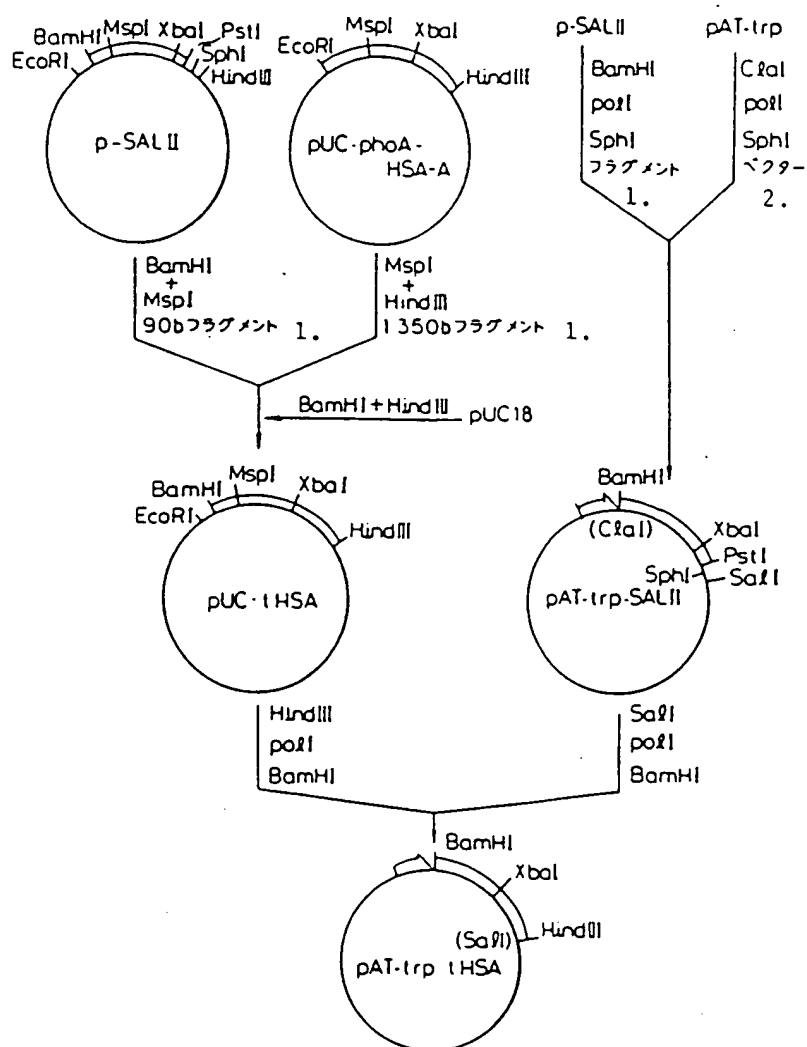 BamHI MspI XbaI PstI
SphI
EcoRI HindIII
p-SALII
MspI XbaI
EcoRI HindIII
pUC-phoA-
HSA-A
p-SALII pAT-trp
BamHI ClaI
polI polI
SphI SphI
フラグメント ベクター
1. 2.
BamHI
+
MspI
90bフラグメント 1.
MspI
+
HindIII
1350bフラグメント 1.
BamHI+HindIII pUC18
BamHI MspI XbaI
EcoRI HindIII
pUC-tHSA
BamHI
(ClaI) XbaI
PstI
SphI SalI
pAT-trp-SALII
HindIII
polI
BamHI
SalI
polI
BamHI
BamHI
XbaI
(SalI) HindIII
pAT-trp tHSA